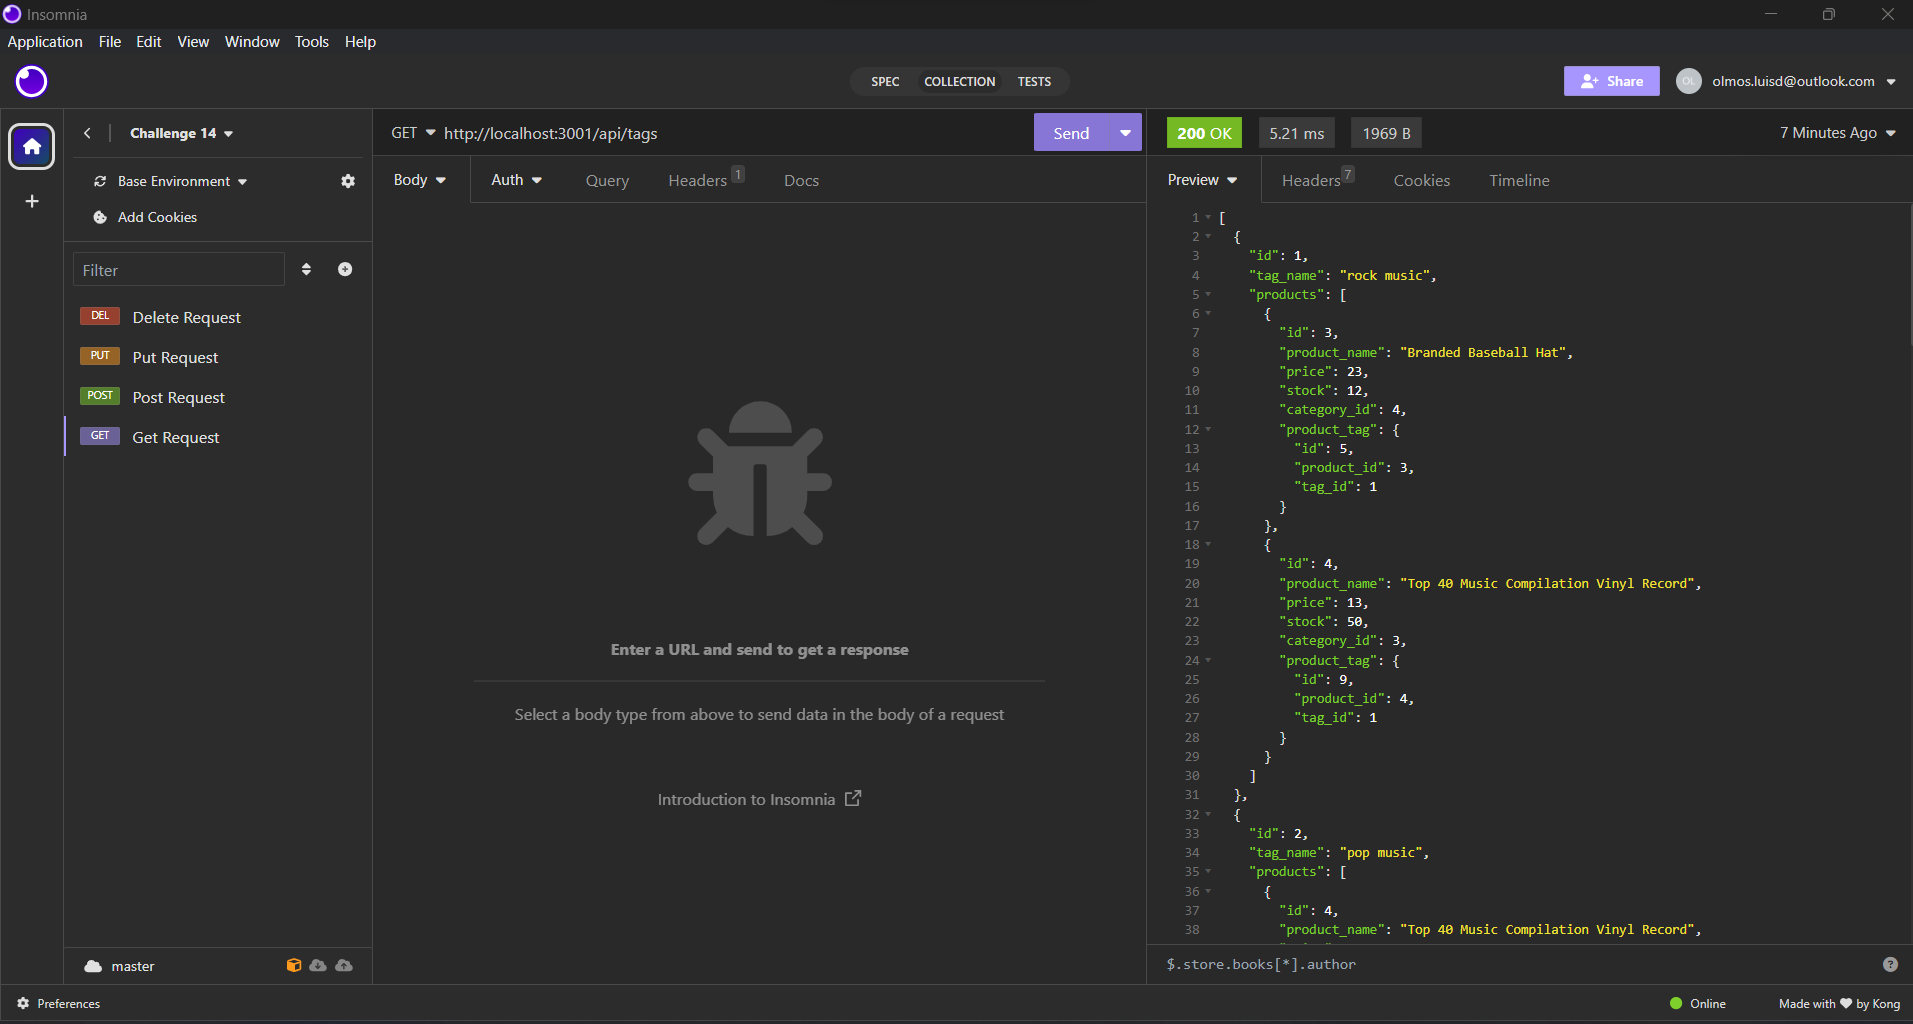 Insomnia
Application File Edit View Window Tools Help
SPEC COLLECTION TESTS
Share
OL
olmos.luisd@outlook.com
Challenge 14
Base Environment
Add Cookies
Filter
DEL Delete Request
PUT Put Request
POST Post Request
GET Get Request
master
GET http://localhost:3001/api/tags
Send
Body Auth Query Headers 1 Docs
Enter a URL and send to get a response
Select a body type from above to send data in the body of a request
Introduction to Insomnia
200 OK 5.21 ms 1969 B 7 Minutes Ago
Preview Headers 7 Cookies Timeline
1 [
2 {
3 "id": 1,
4 "tag_name": "rock music",
5 "products": [
6 {
7 "id": 3,
8 "product_name": "Branded Baseball Hat",
9 "price": 23,
10 "stock": 12,
11 "category_id": 4,
12 "product_tag": {
13 "id": 5,
14 "product_id": 3,
15 "tag_id": 1
16 }
17 },
18 {
19 "id": 4,
20 "product_name": "Top 40 Music Compilation Vinyl Record",
21 "price": 13,
22 "stock": 50,
23 "category_id": 3,
24 "product_tag": {
25 "id": 9,
26 "product_id": 4,
27 "tag_id": 1
28 }
29 }
30 ]
31 },
32 {
33 "id": 2,
34 "tag_name": "pop music",
35 "products": [
36 {
37 "id": 4,
38 "product_name": "Top 40 Music Compilation Vinyl Record",
$.store.books[*].author
Preferences
Online
Made with ❤ by Kong